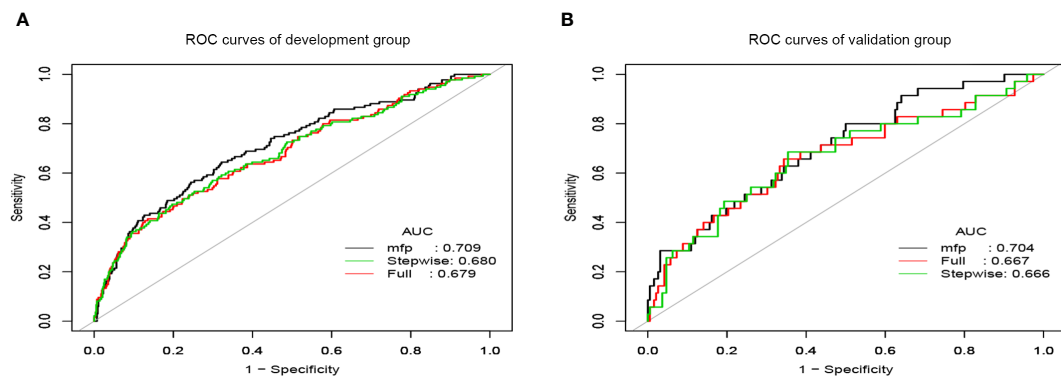 A
ROC curves of development group
Sensitivity
1.0
0.8
0.6
0.4
0.2
0.0
AUC
mfp : 0.709
Stepwise: 0.680
Full : 0.679
0.0 0.2 0.4 0.6 0.8 1.0
1 − Specificity
B
ROC curves of validation group
Sensitivity
1.0
0.8
0.6
0.4
0.2
0.0
AUC
mfp : 0.704
Full : 0.667
Stepwise: 0.666
0.0 0.2 0.4 0.6 0.8 1.0
1 − Specificity